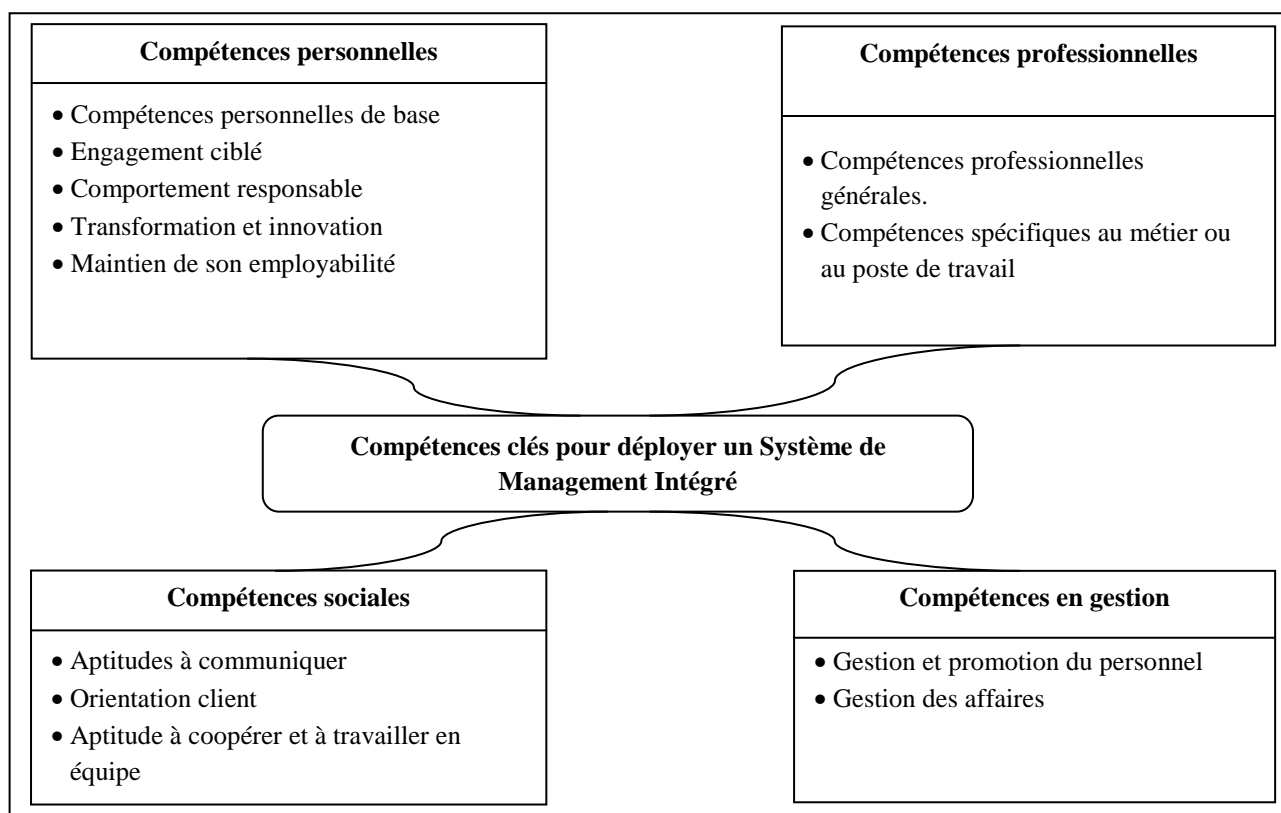 Compétences personnelles
• Compétences personnelles de base
• Engagement ciblé
• Comportement responsable
• Transformation et innovation
• Maintien de son employabilité
Compétences professionnelles
• Compétences professionnelles
générales.
• Compétences spécifiques au métier ou
au poste de travail
Compétences clés pour déployer un Système de
Management Intégré
Compétences sociales
• Aptitudes à communiquer
• Orientation client
• Aptitude à coopérer et à travailler en
équipe
Compétences en gestion
• Gestion et promotion du personnel
• Gestion des affaires